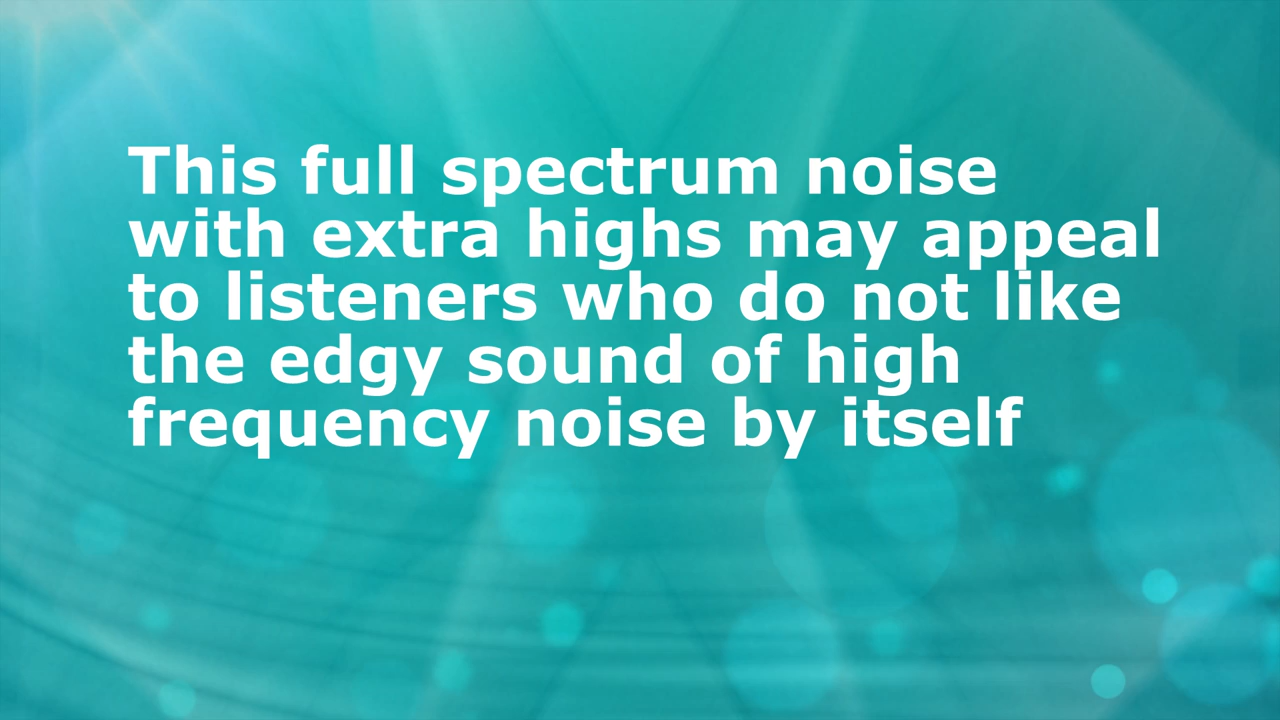 This full spectrum noise
with extra highs may appeal
to listeners who do not like
the edgy sound of high
frequency noise by itself